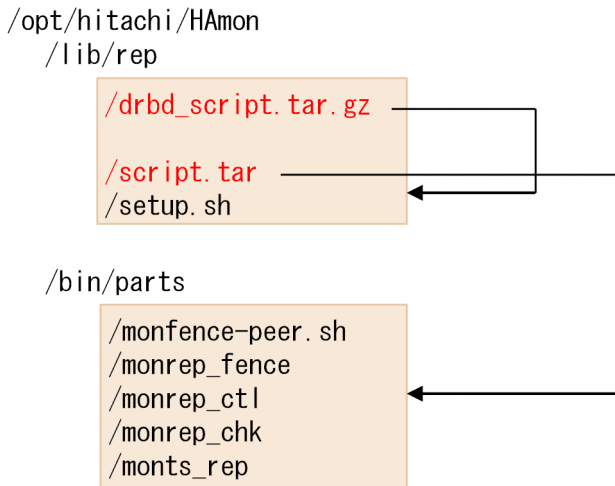 /opt/hitachi/HAmon
/lib/rep
/drbd_script.tar.gz
/script.tar
/setup.sh
/bin/parts
/monfence-peer.sh
/monrep_fence
/monrep_ctl
/monrep_chk
/monts_rep